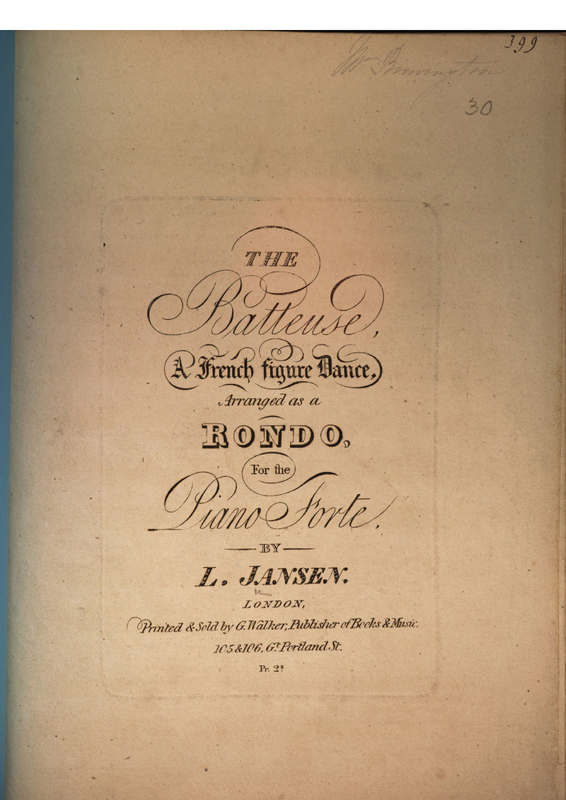 399
30
THE
Batteuse,
A French figure Dance,
Arranged as a
RONDO,
For the
Piano Forte.
BY
L. JANSEN.
LONDON,
Printed & Sold by G. Walker, Publisher of Books & Music.
105 & 106, Gt. Portland St.
Pr. 2s